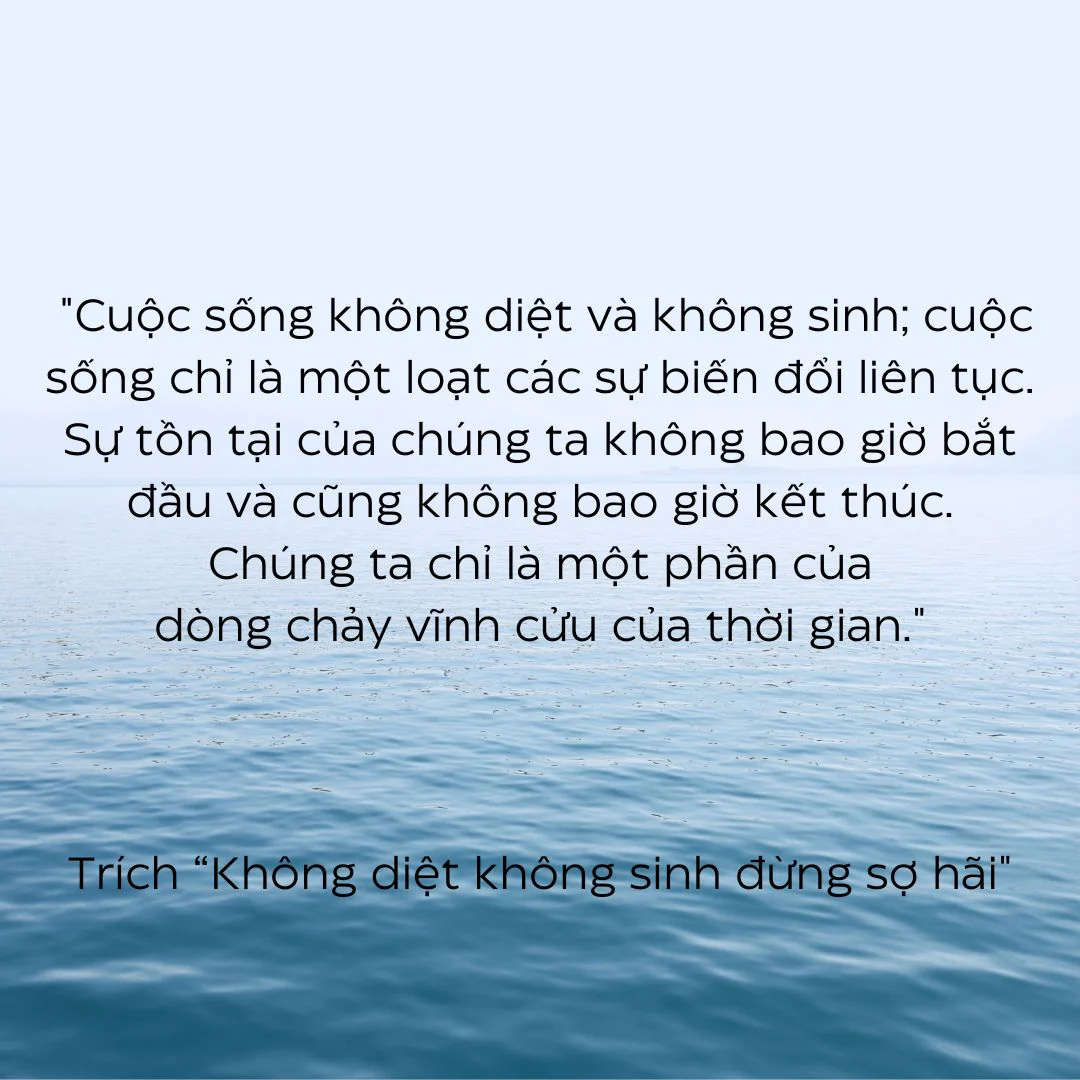 "Cuộc sống không diệt và không sinh; cuộc
sống chỉ là một loạt các sự biến đổi liên tục.
Sự tồn tại của chúng ta không bao giờ bắt
đầu và cũng không bao giờ kết thúc.
Chúng ta chỉ là một phần của
dòng chảy vĩnh cửu của thời gian."
Trích “Không diệt không sinh đừng sợ hãi"